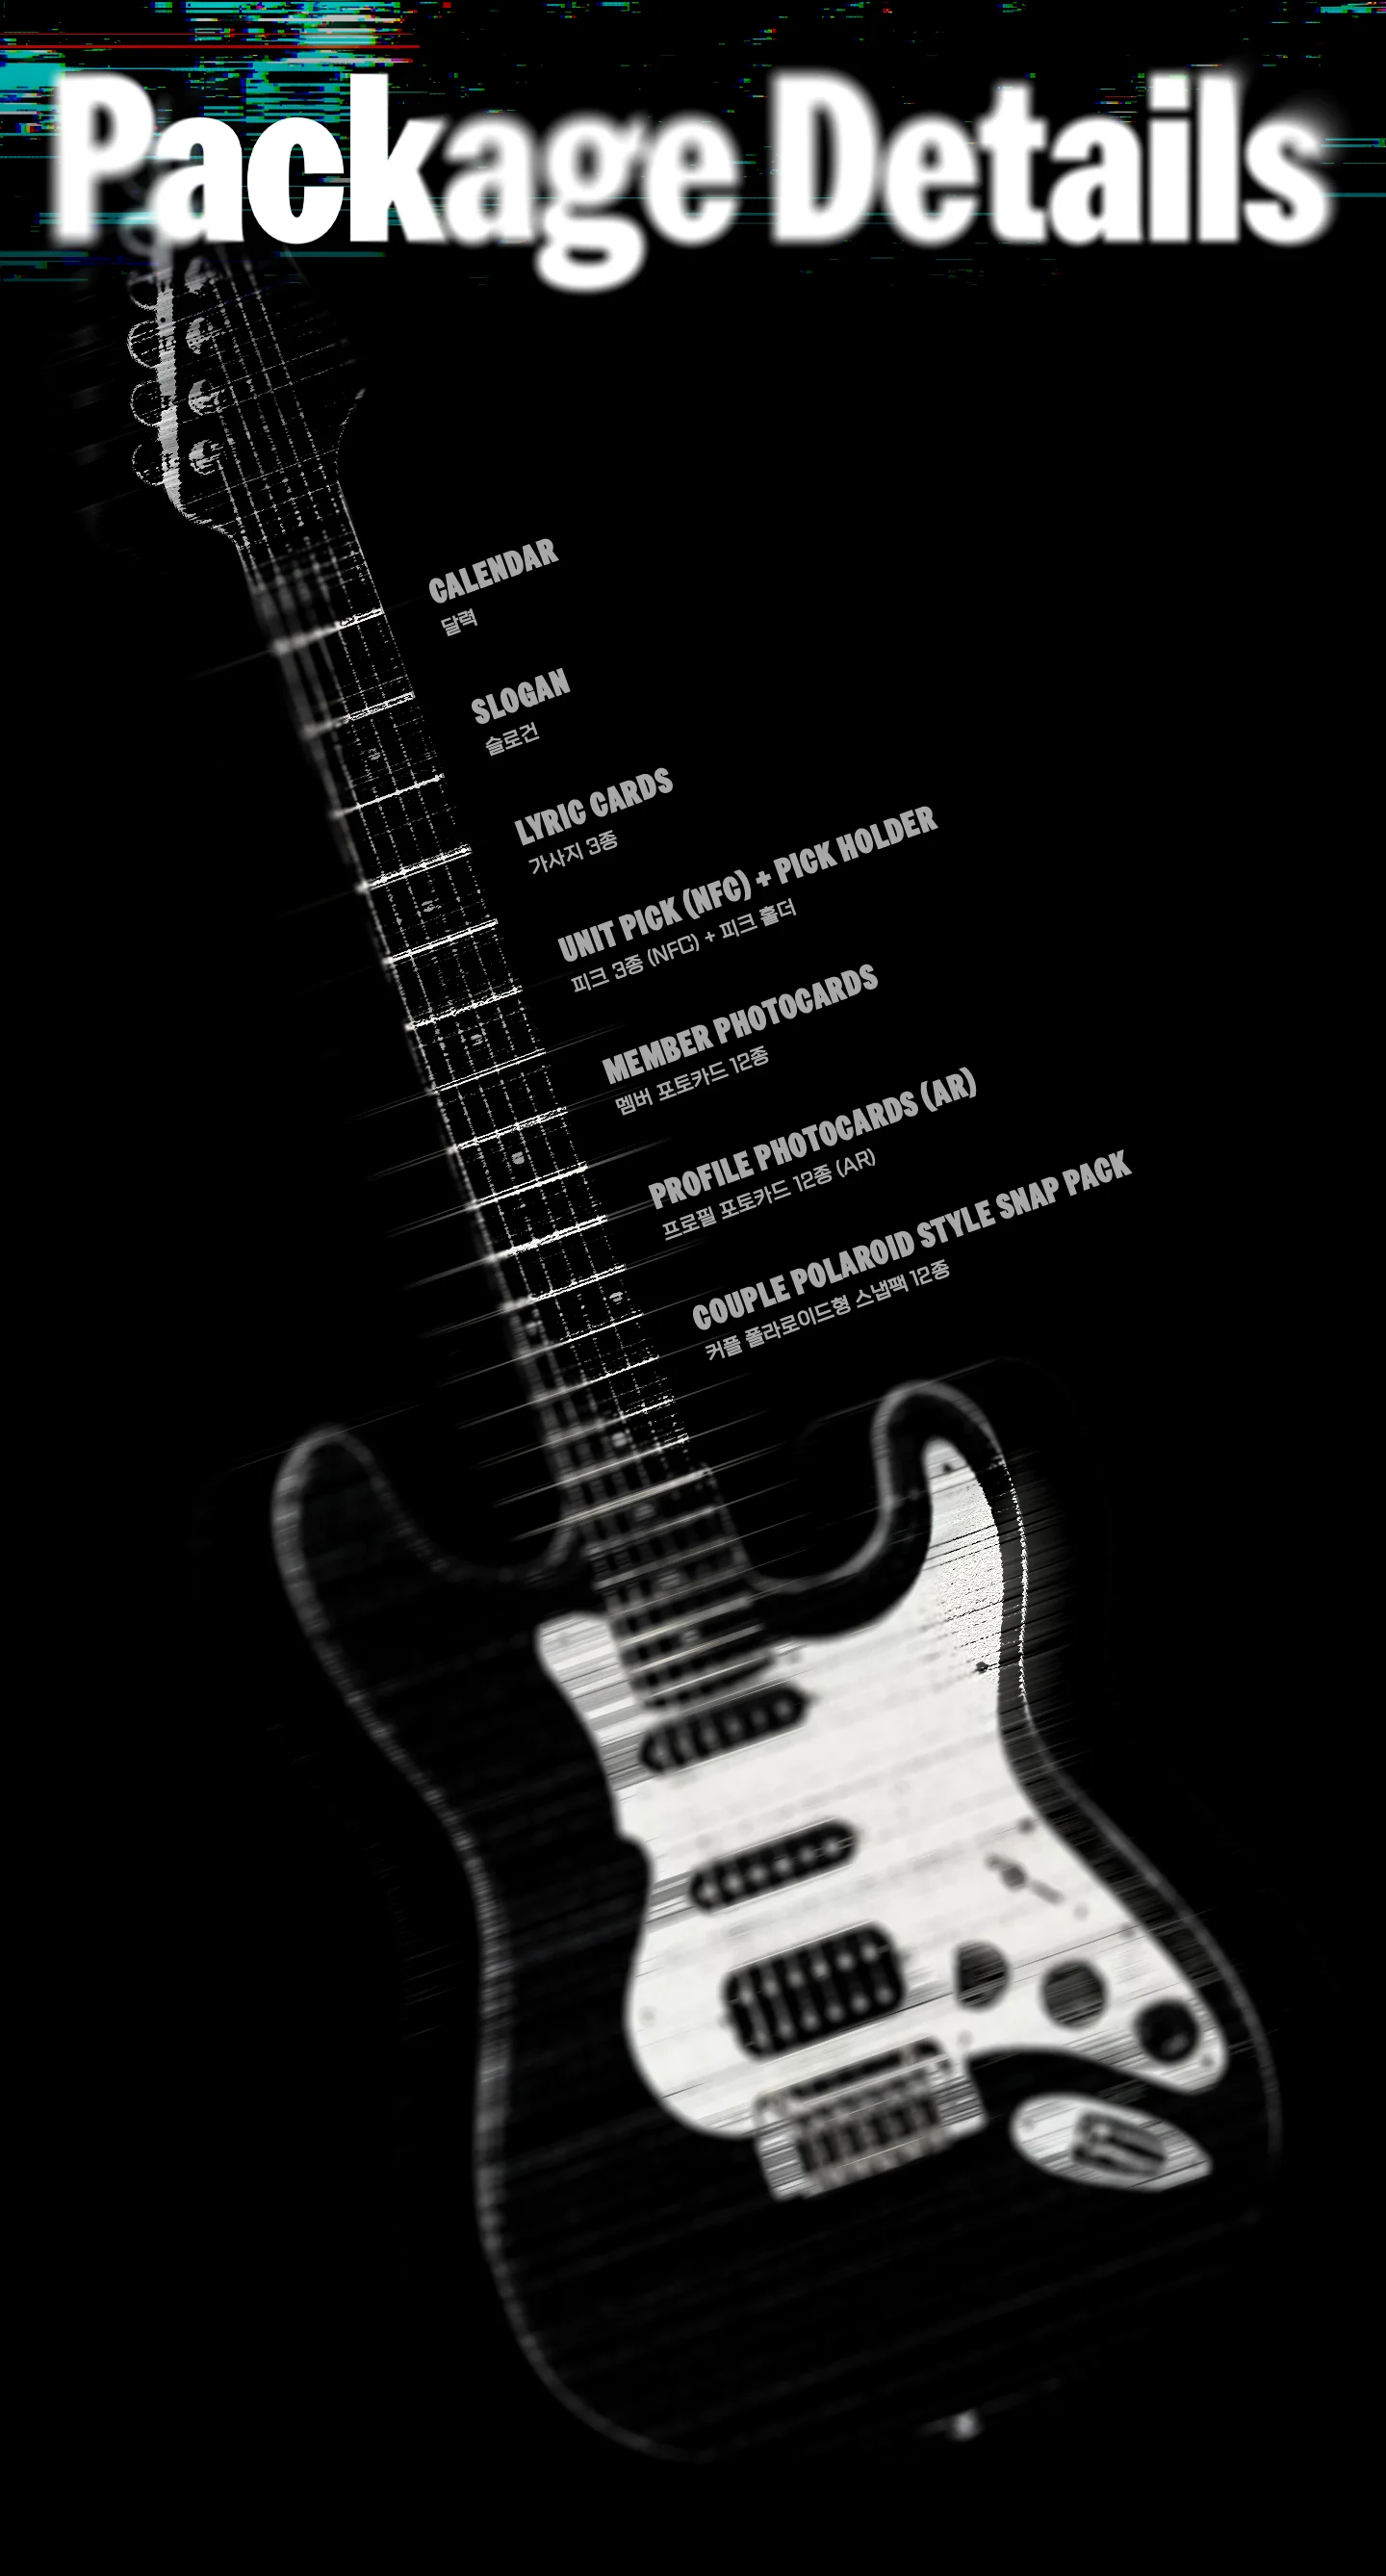 Package Details
CALENDAR
달력
SLOGAN
슬로건
LYRIC CARDS
가사지 3종
UNIT PICK (NFC) + PICK HOLDER
피크 3종 (NFC) + 피크 홀더
MEMBER PHOTOCARDS
멤버 포토카드 12종
PROFILE PHOTOCARDS (AR)
프로필 포토카드 12종 (AR)
COUPLE POLAROID STYLE SNAP PACK
커플 폴라로이드형 스냅팩 12종